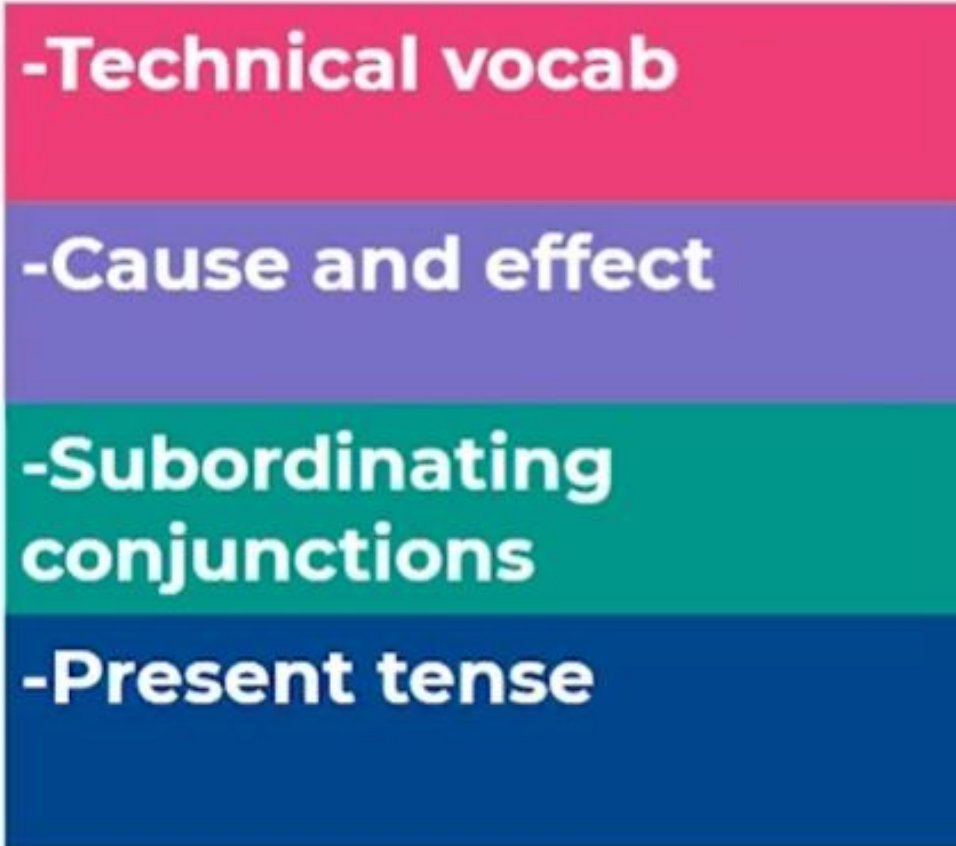 -Technical vocab
-Cause and effect
-Subordinating
conjunctions
-Present tense